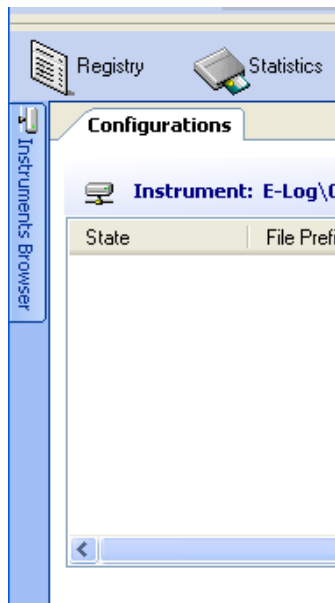 Registry Statistics
Instruments Browser
Configurations
Instrument: E-Log\
State File Prefi